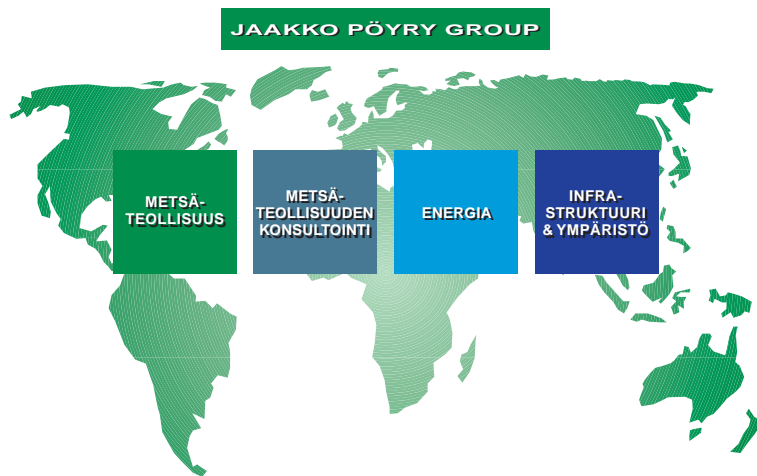 JAAKKO PÖYRY GROUP
METSÄ-
TEOLLISUUS
METSÄ-
TEOLLISUUDEN
KONSULTOINTI
ENERGIA
INFRA-
STRUKTUURI
& YMPÄRISTÖ